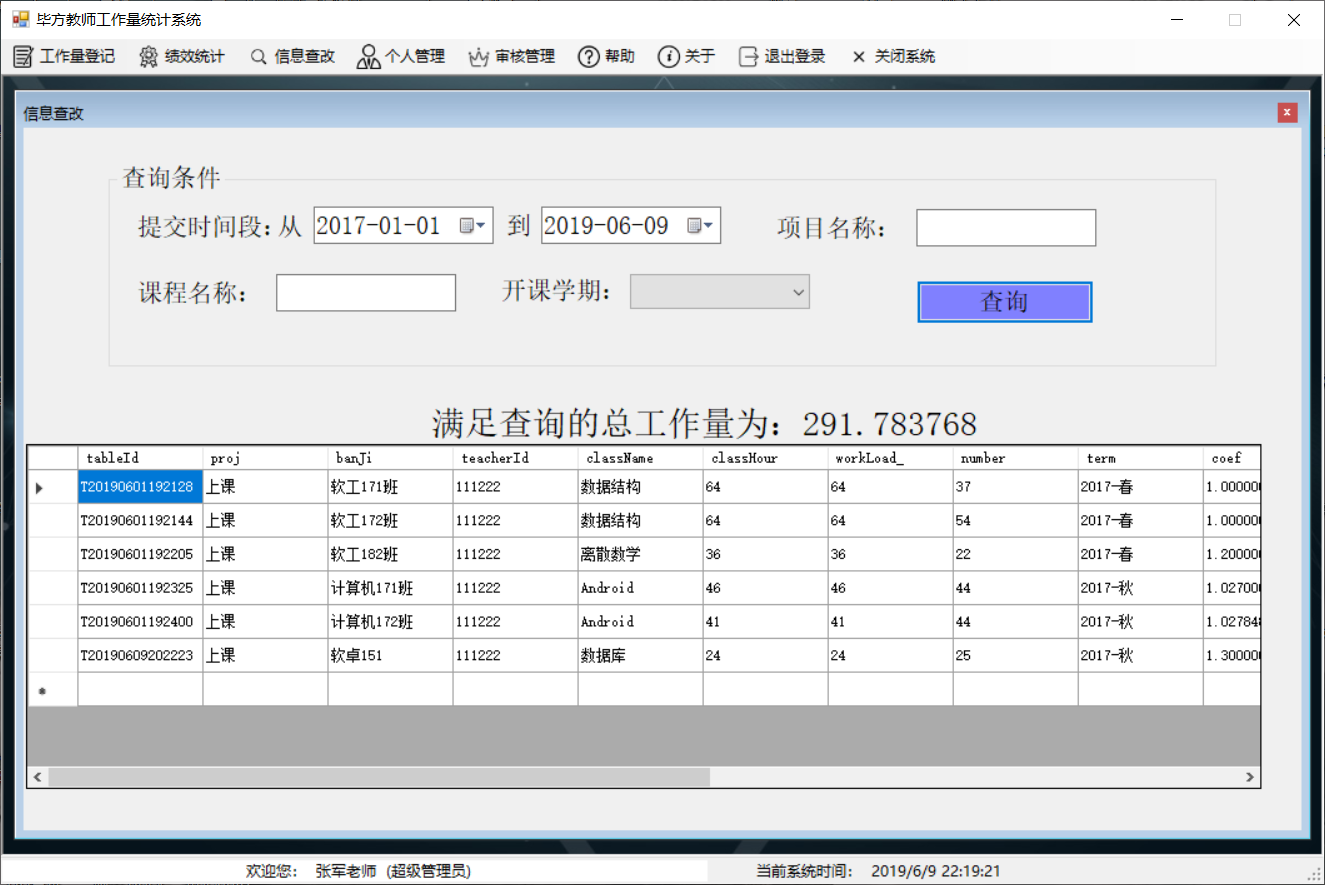 毕方教师工作量统计系统
工作量登记 绩效统计 信息查改 个人管理 审核管理 帮助 关于 退出登录 关闭系统
信息查改
查询条件
提交时间段: 从 2017-01-01 到 2019-06-09 项目名称:
课程名称: 开课学期: 查询
满足查询的总工作量为: 291.783768
tableId proj banJi teacherId className classHour workLoad_ number term coef
T20190601192128 上课 软工171班 111222 数据结构 64 64 37 2017-春 1.00000
T20190601192144 上课 软工172班 111222 数据结构 64 64 54 2017-春 1.00000
T20190601192205 上课 软工182班 111222 离散数学 36 36 22 2017-春 1.20000
T20190601192325 上课 计算机171班 111222 Android 46 46 44 2017-秋 1.02700
T20190601192400 上课 计算机172班 111222 Android 41 41 44 2017-秋 1.02784
T20190609202223 上课 软卓151 111222 数据库 24 24 25 2017-秋 1.30000
欢迎您: 张军老师 (超级管理员) 当前系统时间: 2019/6/9 22:19:21